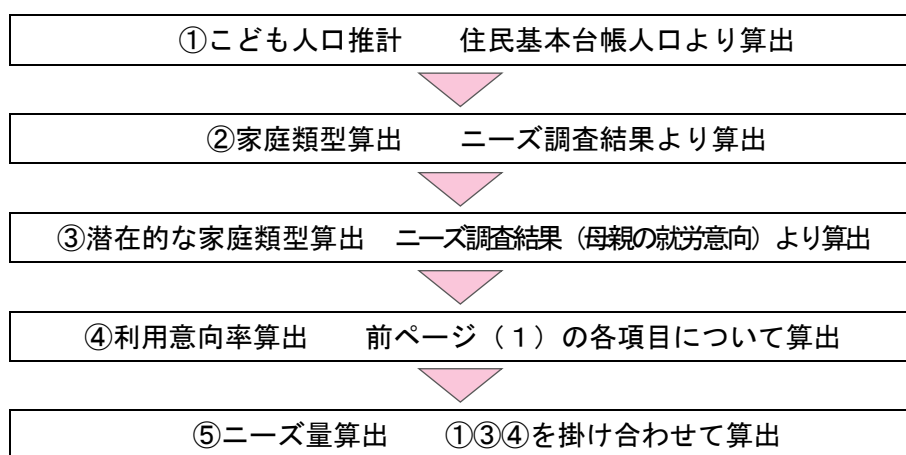 ①こども人口推計　　住民基本台帳人口より算出
②家庭類型算出　　ニーズ調査結果より算出
③潜在的な家庭類型算出　ニーズ調査結果（母親の就労意向）より算出
④利用意向率算出　　前ページ（１）の各項目について算出
⑤ニーズ量算出　　①③④を掛け合わせて算出